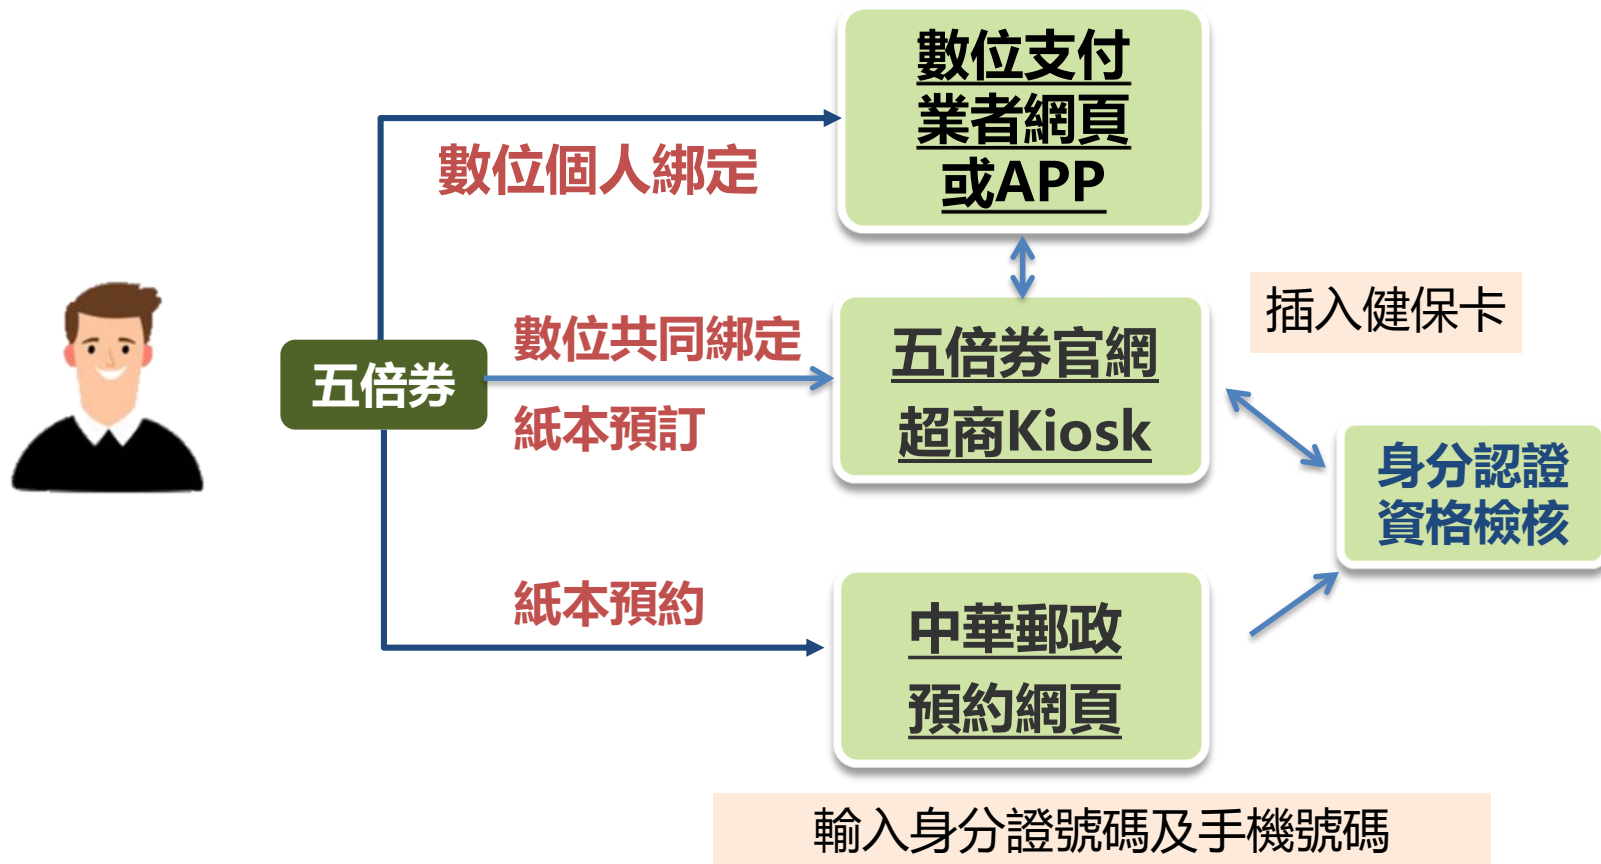 數位支付
業者網頁
或APP
數位個人綁定
插入健保卡
數位共同綁定
五倍券官網
五倍券
紙本預訂
超商Kiosk
身分認證
資格檢核
紙本預約
中華郵政
預約網頁
輸入身分證號碼及手機號碼